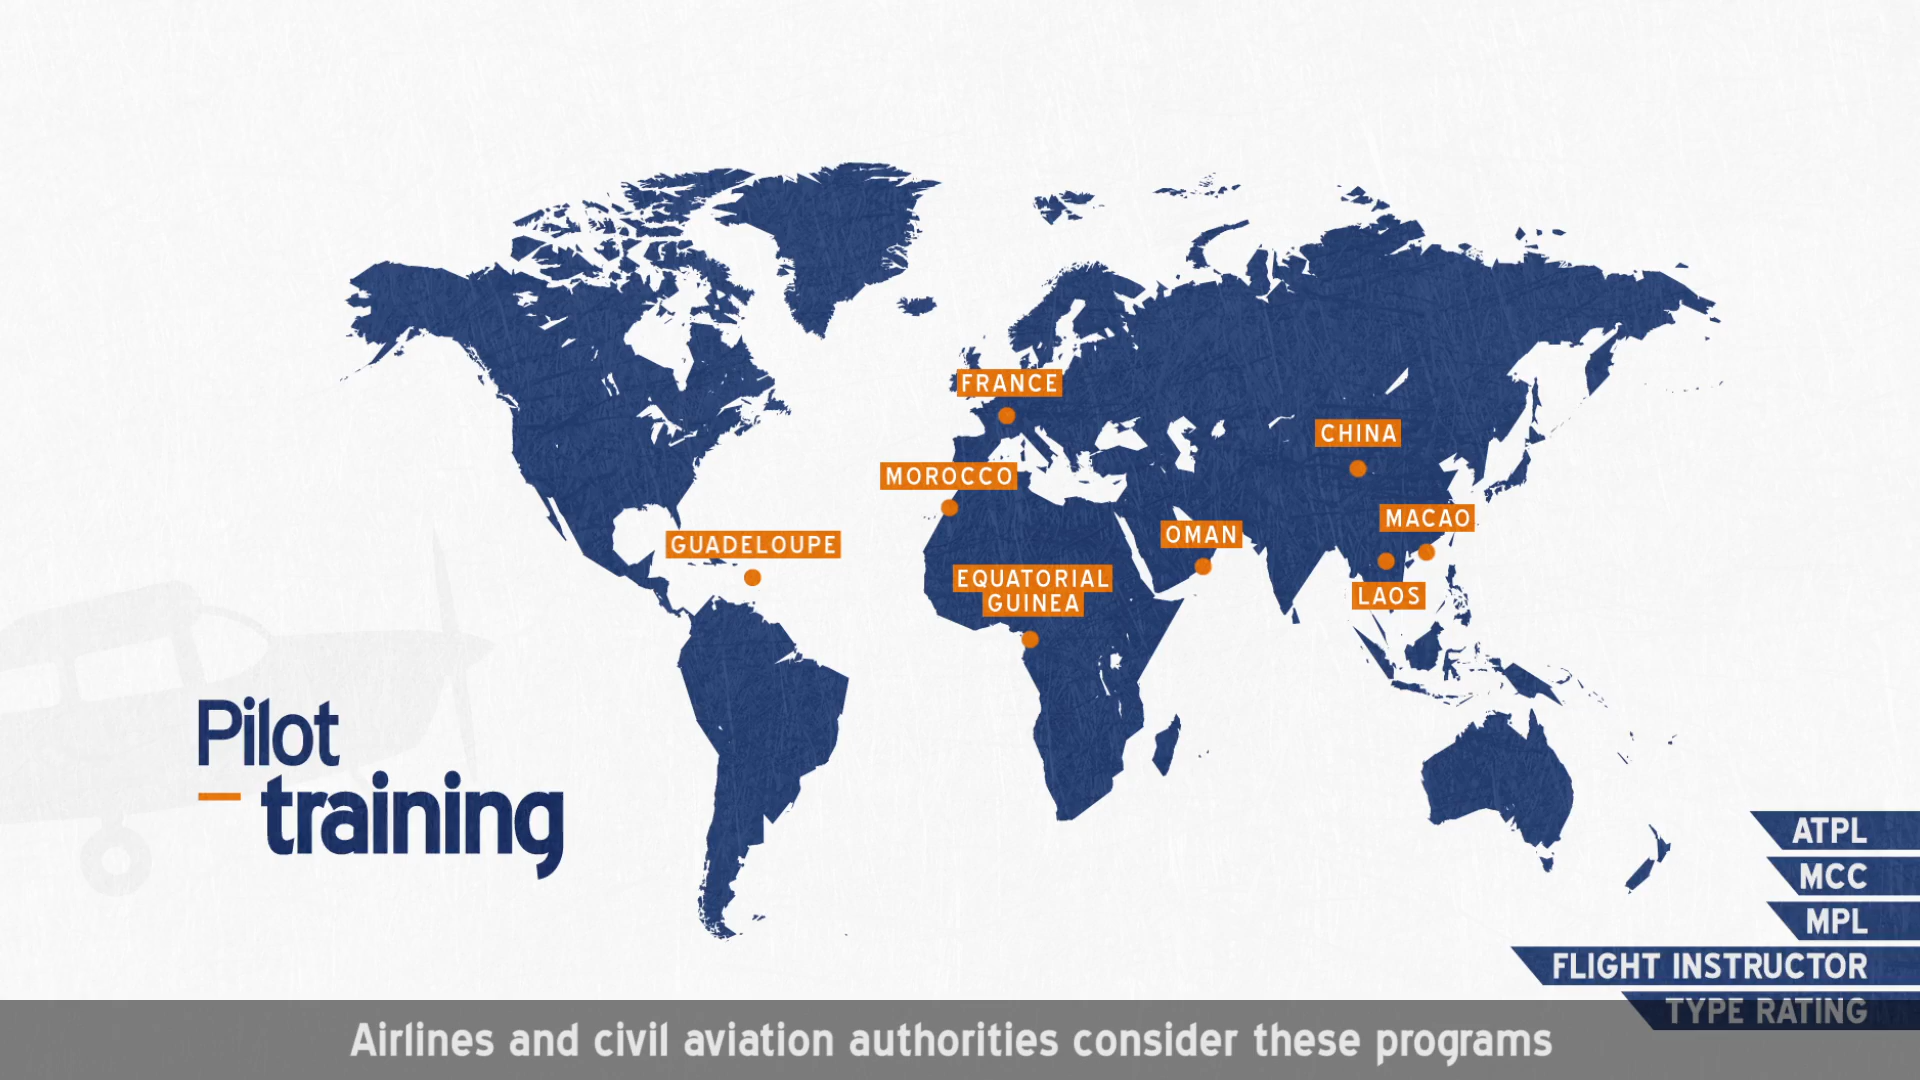 FRANCE
CHINA
MOROCCO
MACAO
OMAN
GUADELOUPE
EQUATORIAL
GUINEA
LAOS
Pilot
training
ATPL
MCC
MPL
FLIGHT INSTRUCTOR
TYPE RATING
Airlines and civil aviation authorities consider these programs